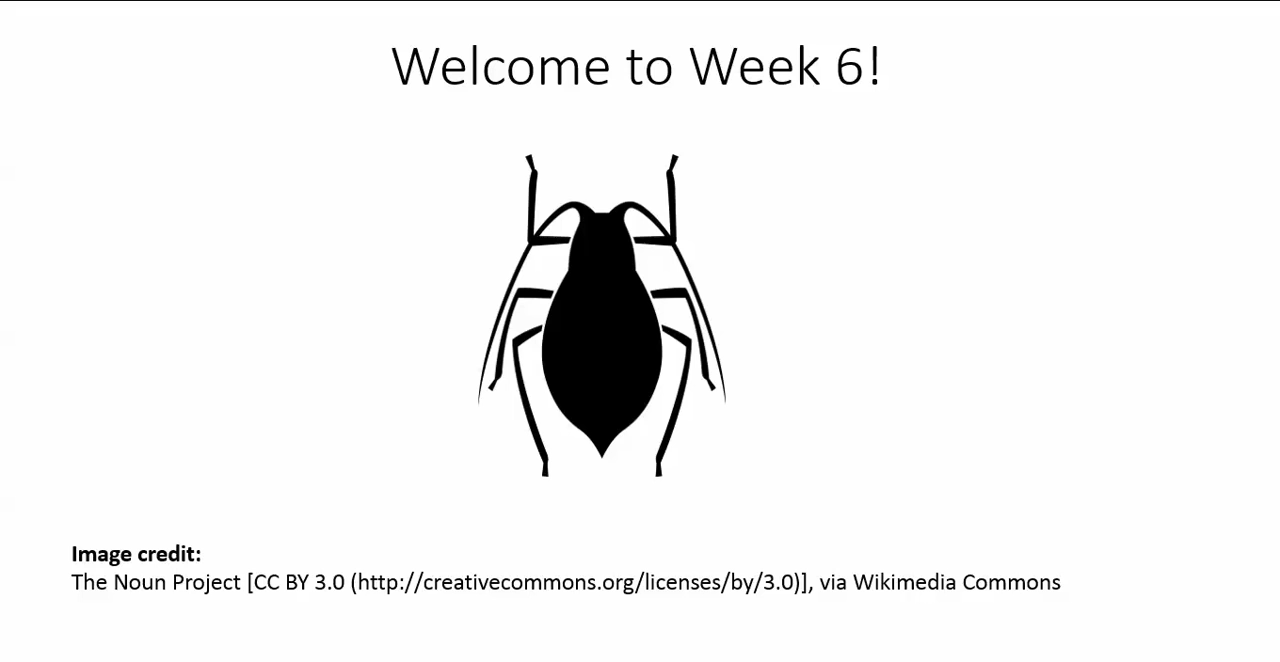 Welcome to Week 6!
Image credit:
The Noun Project [CC BY 3.0 (http://creativecommons.org/licenses/by/3.0)], via Wikimedia Commons